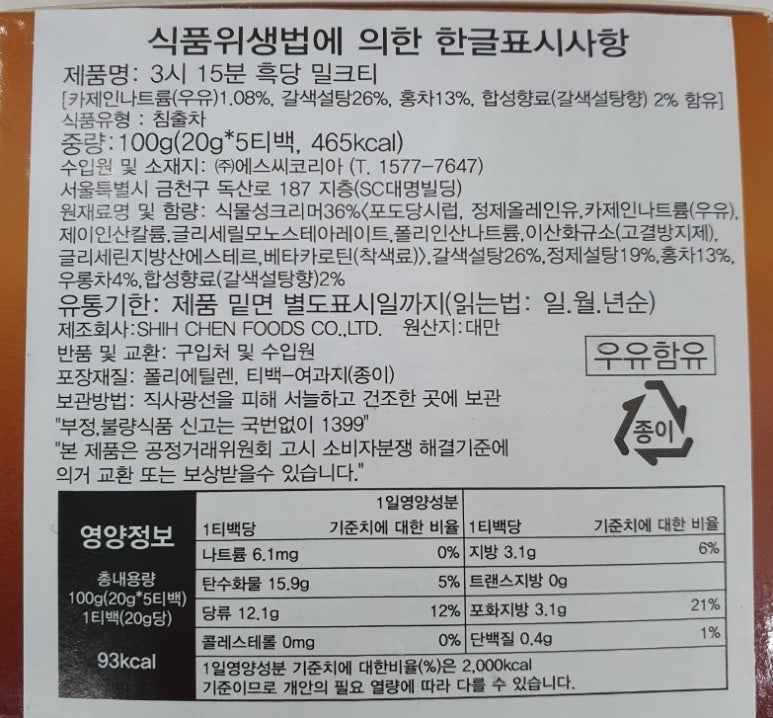 식품위생법에 의한 한글표시사항
제품명: 3시 15분 흑당 밀크티
[카제인나트륨(우유)1.08%, 갈색설탕26%, 홍차13%, 합성향료(갈색설탕향) 2% 함유]
식품유형 : 침출차
중량:100g(20g*5티백, 465kcal)
수입원 및 소재지: ㈜에스씨코리아 (T. 1577-7647)
서울특별시 금천구 독산로 187 지층(SC대명빌딩)
원재료명 및 함량: 식물성크리머36%<포도당시럽, 정제올레인유,카제인나트륨(우유),
제이인산칼륨,글리세릴모노스테아레이트,폴리인산나트륨,이산화규소(고결방지제),
글리세린지방산에스테르,베타카로틴(착색료)>,갈색설탕26%,정제설탕19%,홍차13%,
우롱차4%,합성향료(갈색설탕향)2%
유통기한: 제품 밑면 별도표시일까지(읽는법: 일.월.년순)
제조회사:SHIH CHEN FOODS CO.,LTD. 원산지:대만
반품 및 교환: 구입처 및 수입원
우유함유
포장재질: 폴리에틸렌, 티백-여과지(종이)
보관방법: 직사광선을 피해 서늘하고 건조한 곳에 보관
"부정,불량식품 신고는 국번없이 1399"
종이
"본 제품은 공정거래위원회 고시 소비자분쟁 해결기준에
의거 교환 또는 보상받을수 있습니다."
영양정보
총내용량
100g(20g*5티백)
1티백(20g당)
93kcal
1일영양성분
1티백당 기준치에 대한 비율 1티백당 기준치에 대한 비율
나트륨 6.1mg 0% 지방 3.1g 6%
탄수화물 15.9g 5% 트랜스지방 0g
당류 12.1g 12% 포화지방 3.1g 21%
콜레스테롤 0mg 0% 단백질 0.4g 1%
1일영양성분 기준치에 대한비율(%)은 2,000kcal
기준이므로 개인의 필요 열량에 따라 다를 수 있습니다.